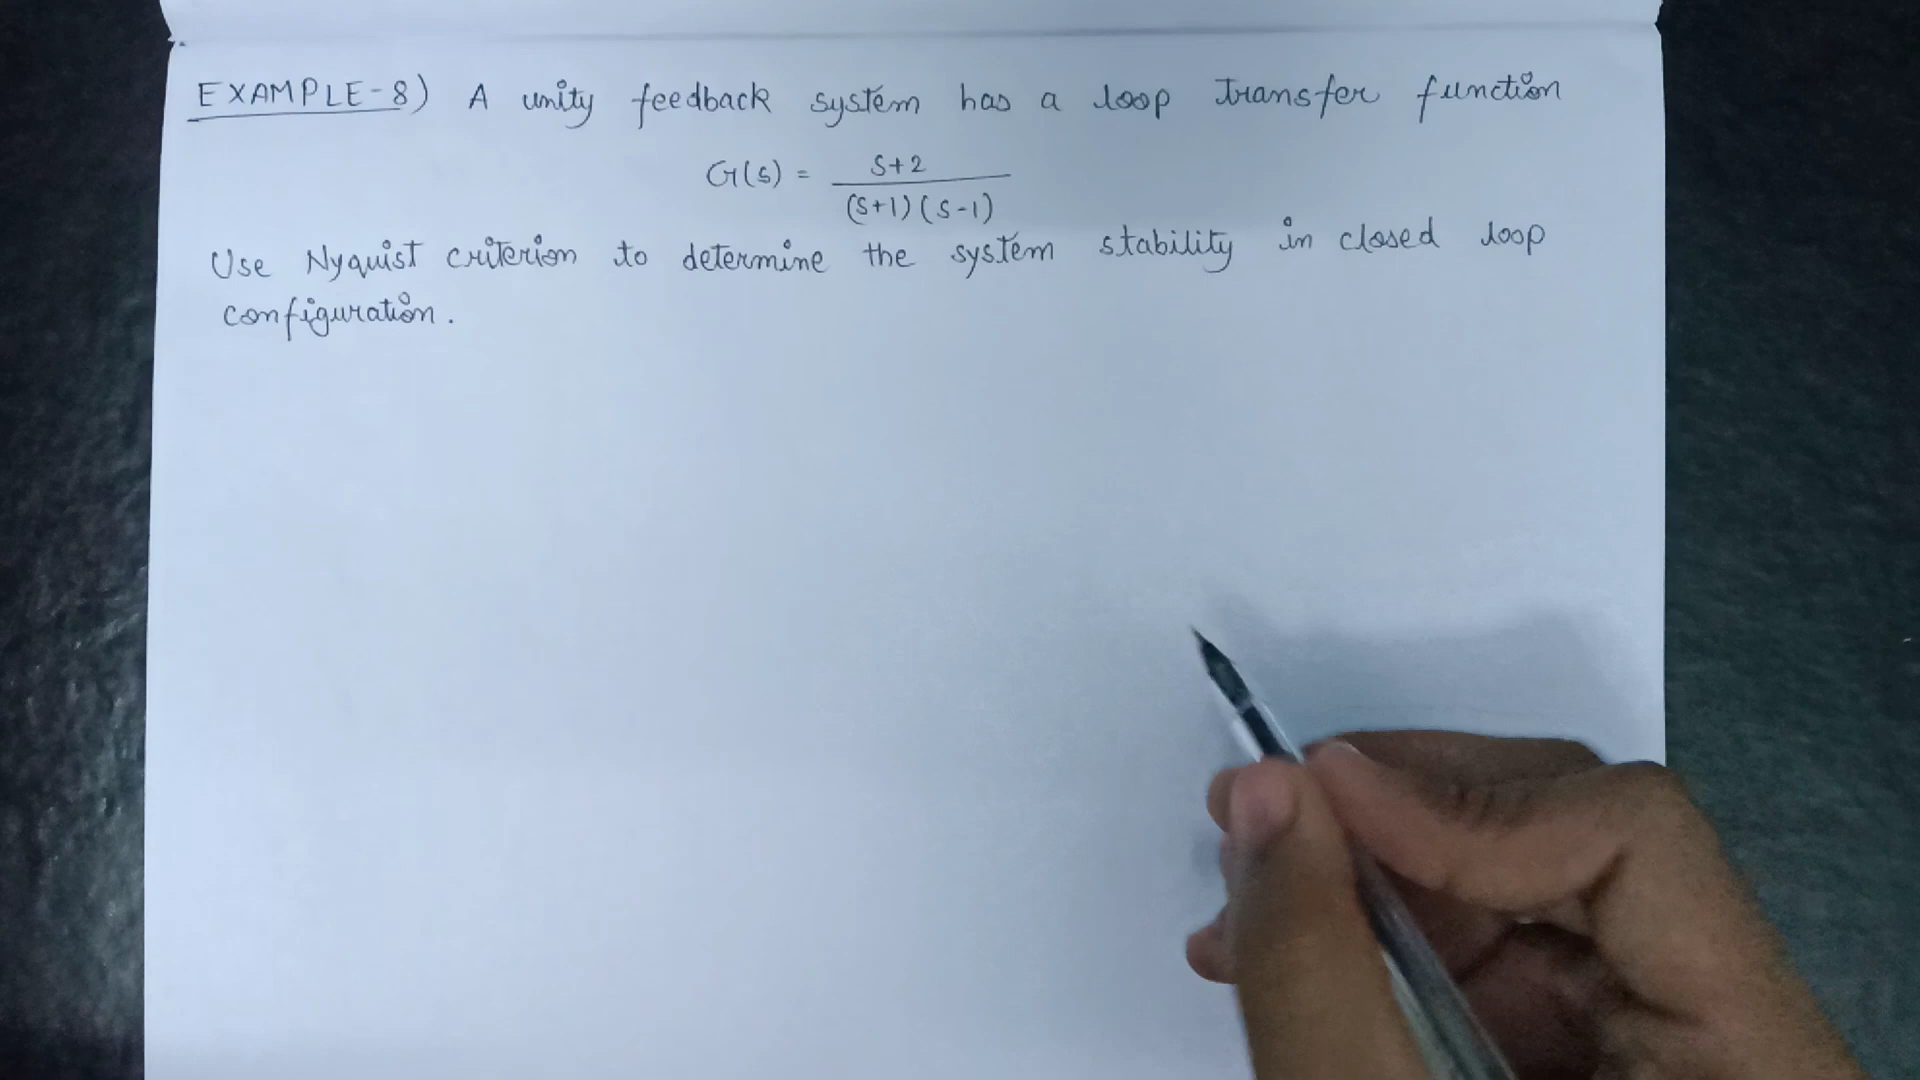 EXAMPLE-8) A unity feedback system has a loop transfer function
G(s) = s+2 / (s+1)(s-1)
Use Nyquist criterion to determine the system stability in closed loop
configuration.